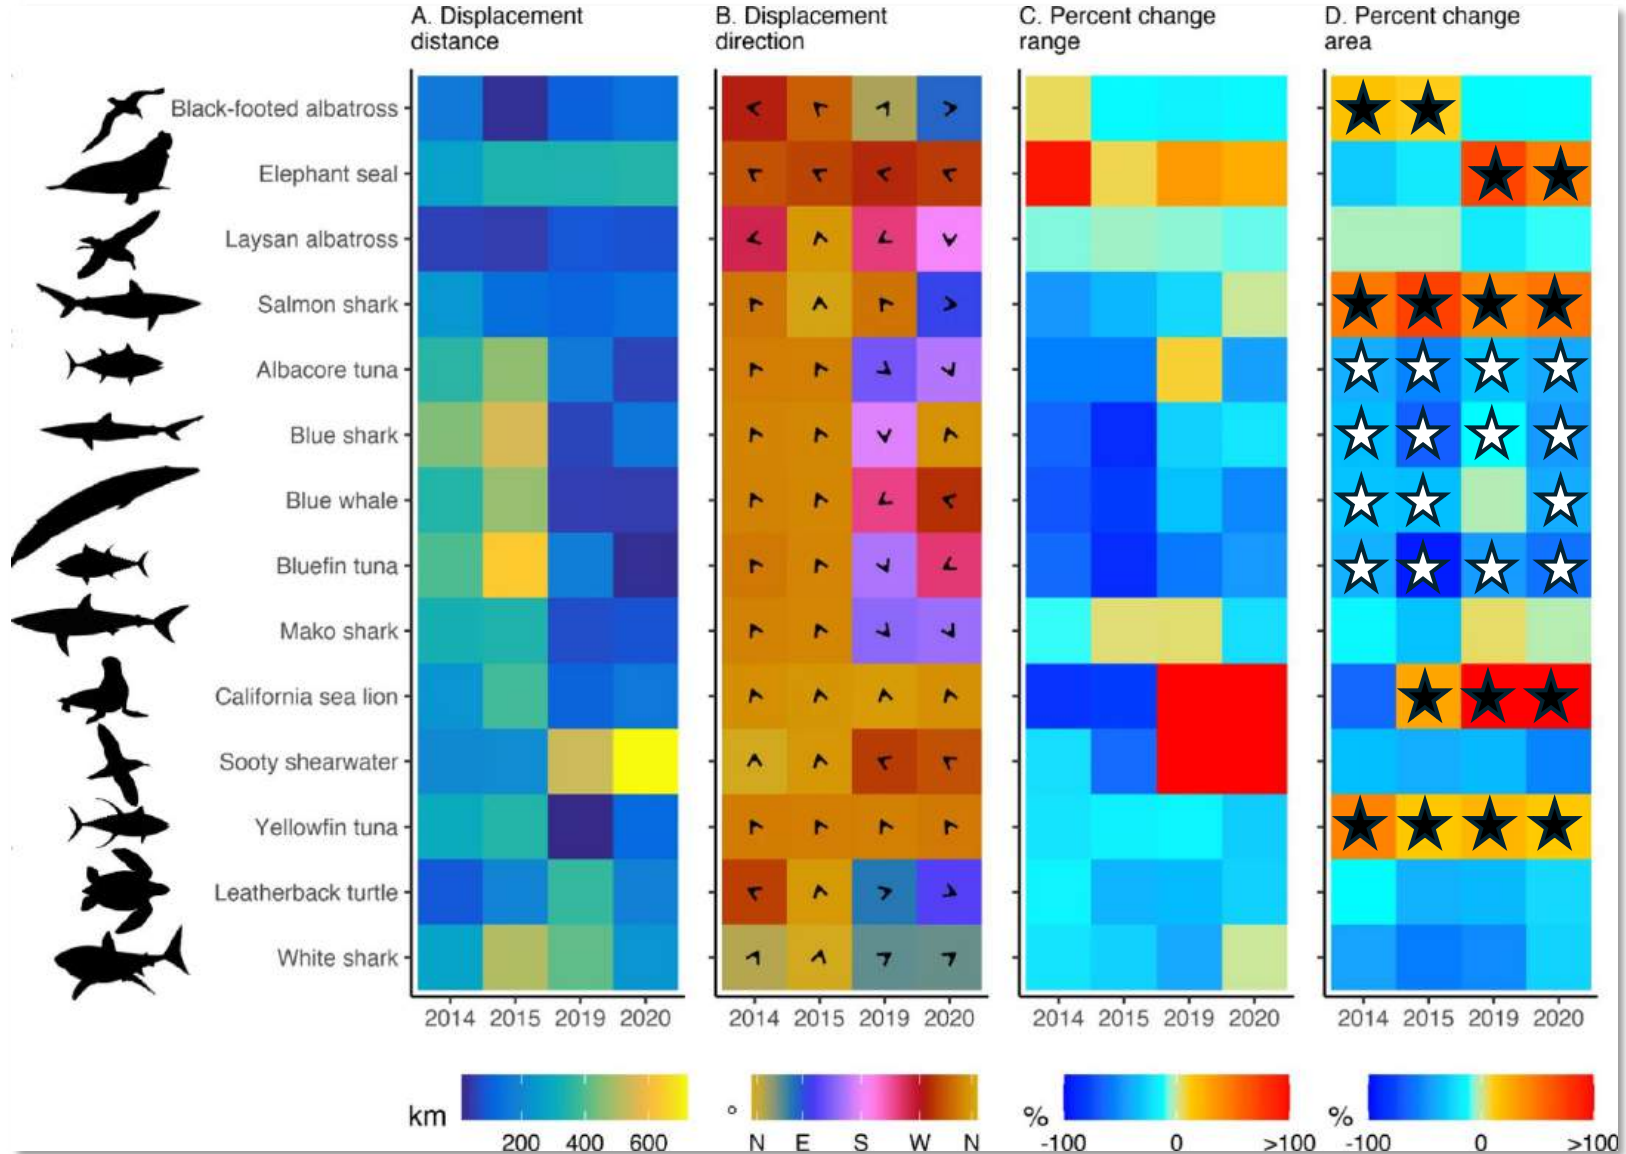 A. Displacement
distance
B. Displacement
direction
C. Percent change
range
D. Percent change
area
Black-footed albatross
Elephant seal
Laysan albatross
Salmon shark
Albacore tuna
Blue shark
Blue whale
Bluefin tuna
Mako shark
California sea lion
Sooty shearwater
Yellowfin tuna
Leatherback turtle
White shark
2014 2015 2019 2020
2014 2015 2019 2020
2014 2015 2019 2020
2014 2015 2019 2020
km
200 400 600
°
N E S W N
%
-100 0 >100
%
-100 0 >100